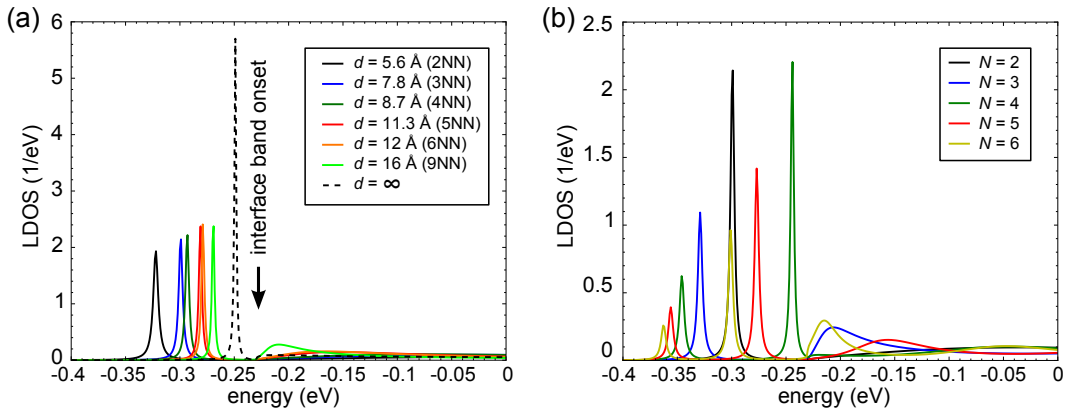 (a)
6
5
4
3
2
1
0
LDOS (1/eV)
d = 5.6 Å (2NN)
d = 7.8 Å (3NN)
d = 8.7 Å (4NN)
d = 11.3 Å (5NN)
d = 12 Å (6NN)
d = 16 Å (9NN)
d = ∞
interface band onset
-0.4 -0.35 -0.3 -0.25 -0.2 -0.15 -0.1 -0.05 0
energy (eV)
(b)
2.5
2
1.5
1
0.5
0
LDOS (1/eV)
N = 2
N = 3
N = 4
N = 5
N = 6
-0.4 -0.35 -0.3 -0.25 -0.2 -0.15 -0.1 -0.05 0
energy (eV)